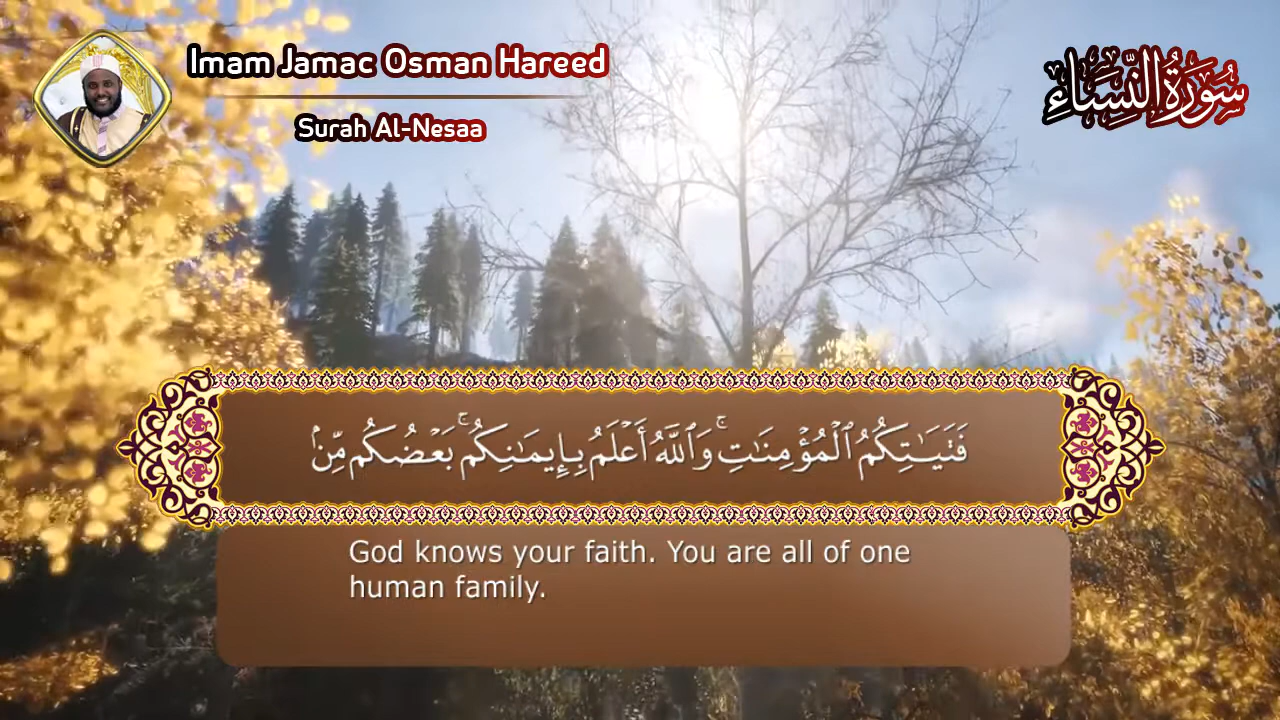 Imam Jamac Osman Hareed
Surah Al-Nesaa
سُورَةُ النِّسَاءِ
فَتَيَـٰتِكُمُ ٱلْمُؤْمِنَـٰتِ ۚ وَٱللَّهُ أَعْلَمُ بِإِيمَـٰنِكُم ۚ بَعْضُكُم مِّنۢ
God knows your faith. You are all of one
human family.